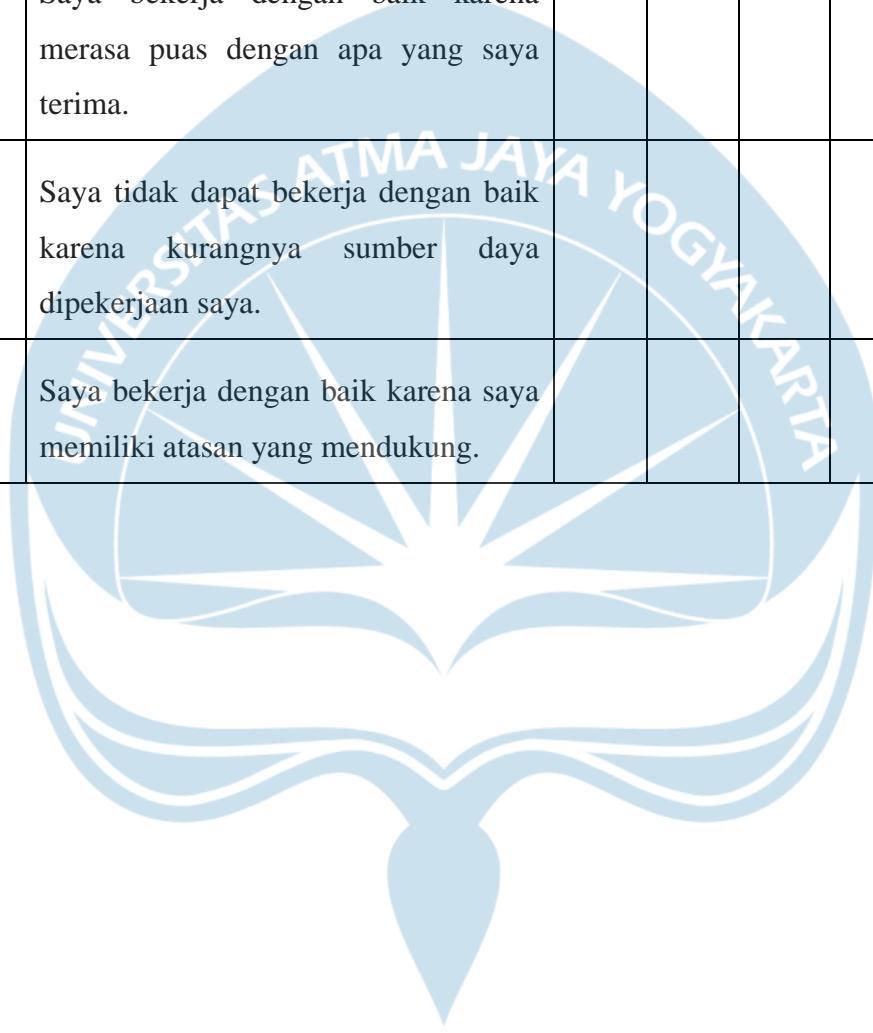 Saya bekerja dengan baik karena
merasa puas dengan apa yang saya
terima.
Saya tidak dapat bekerja dengan baik
karena kurangnya sumber daya
dipekerjaan saya.
Saya bekerja dengan baik karena saya
memiliki atasan yang mendukung.
UNIVERSITAS ATMA JAYA YOGYAKARTA